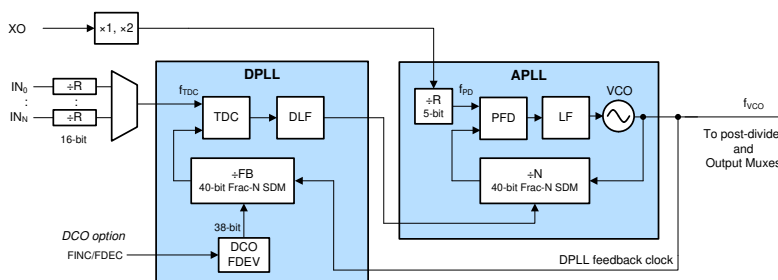 XO
×1, ×2
IN0
÷R
:
:
INN
÷R
16-bit
DPLL
fTDC
TDC
DLF
÷FB
40-bit Frac-N SDM
38-bit
DCO
FDEV
DCO option
FINC/FDEC
APLL
÷R
5-bit
fPD
PFD
LF
VCO
÷N
40-bit Frac-N SDM
fVCO
To post-divide
and
Output Muxes
DPLL feedback clock